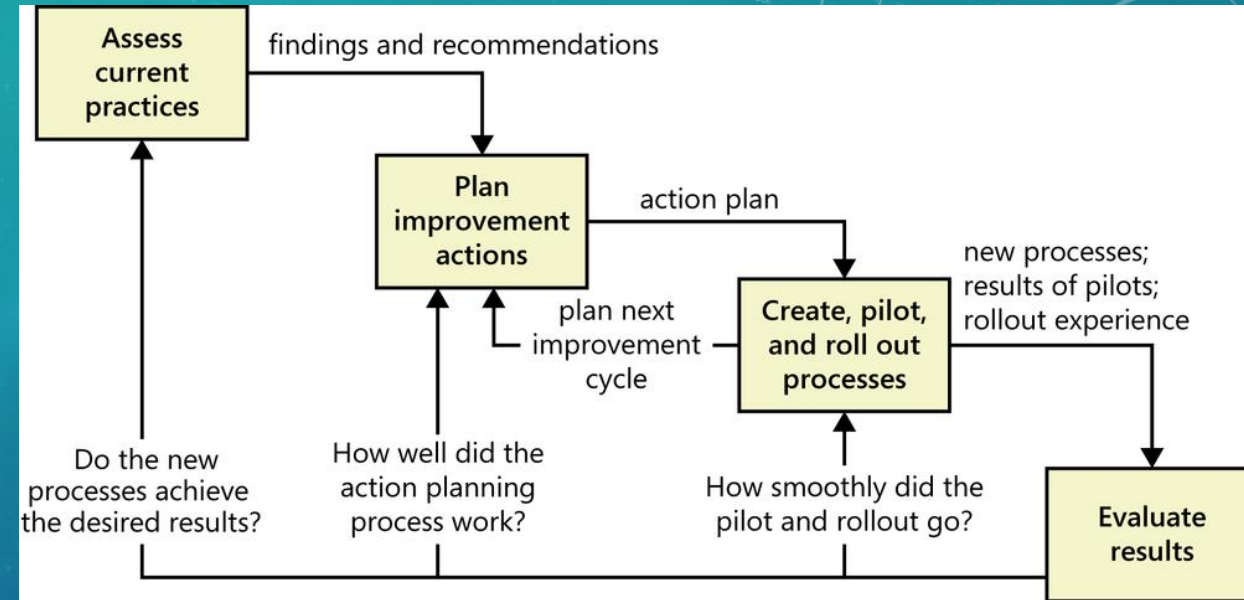 Assess
current
practices
findings and recommendations
Plan
improvement
actions
action plan
Create, pilot,
and roll out
processes
new processes;
results of pilots;
rollout experience
plan next
improvement
cycle
Do the new
processes achieve
the desired results?
How well did the
action planning
process work?
How smoothly did the
pilot and rollout go?
Evaluate
results